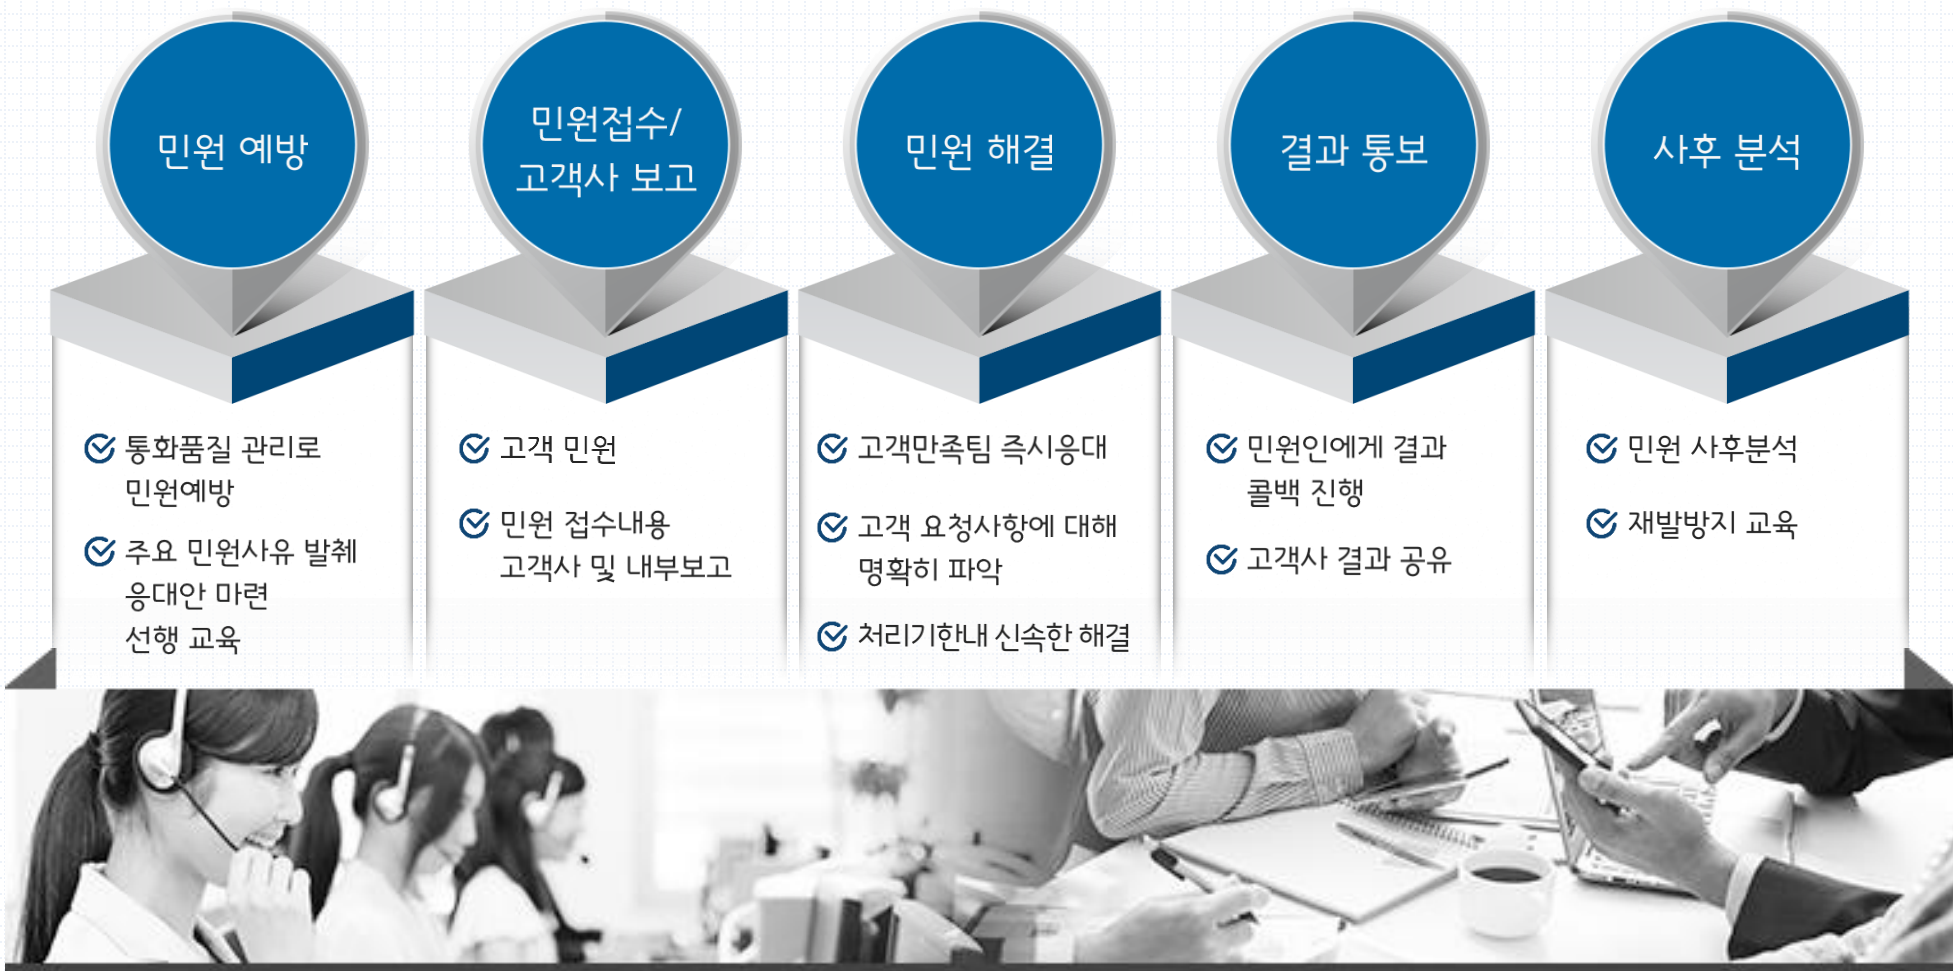 민원 예방
통화품질 관리로
민원예방
주요 민원사유 발췌
응대안 마련
선행 교육
민원접수/
고객사 보고
고객 민원
민원 접수내용
고객사 및 내부보고
민원 해결
고객만족팀 즉시응대
고객 요청사항에 대해
명확히 파악
처리기한내 신속한 해결
결과 통보
민원인에게 결과
콜백 진행
고객사 결과 공유
사후 분석
민원 사후분석
재발방지 교육